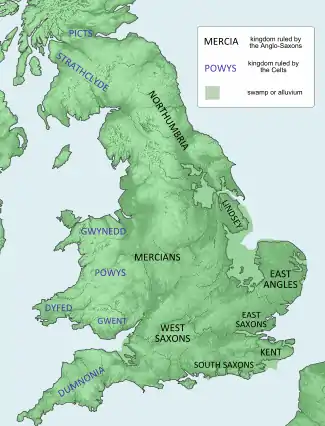 PICTS
STRATHCLYDE
MERCIA
kingdom ruled by
the Anglo-Saxons
POWYS
kingdom ruled by
the Celts
swamp or alluvium
NORTHUMBRIA
LINDSEY
GWYNEDD
MERCIANS
POWYS
EAST
ANGLES
DYFED
GWENT
EAST
SAXONS
WEST
SAXONS
KENT
SOUTH SAXONS
DUMNONIA